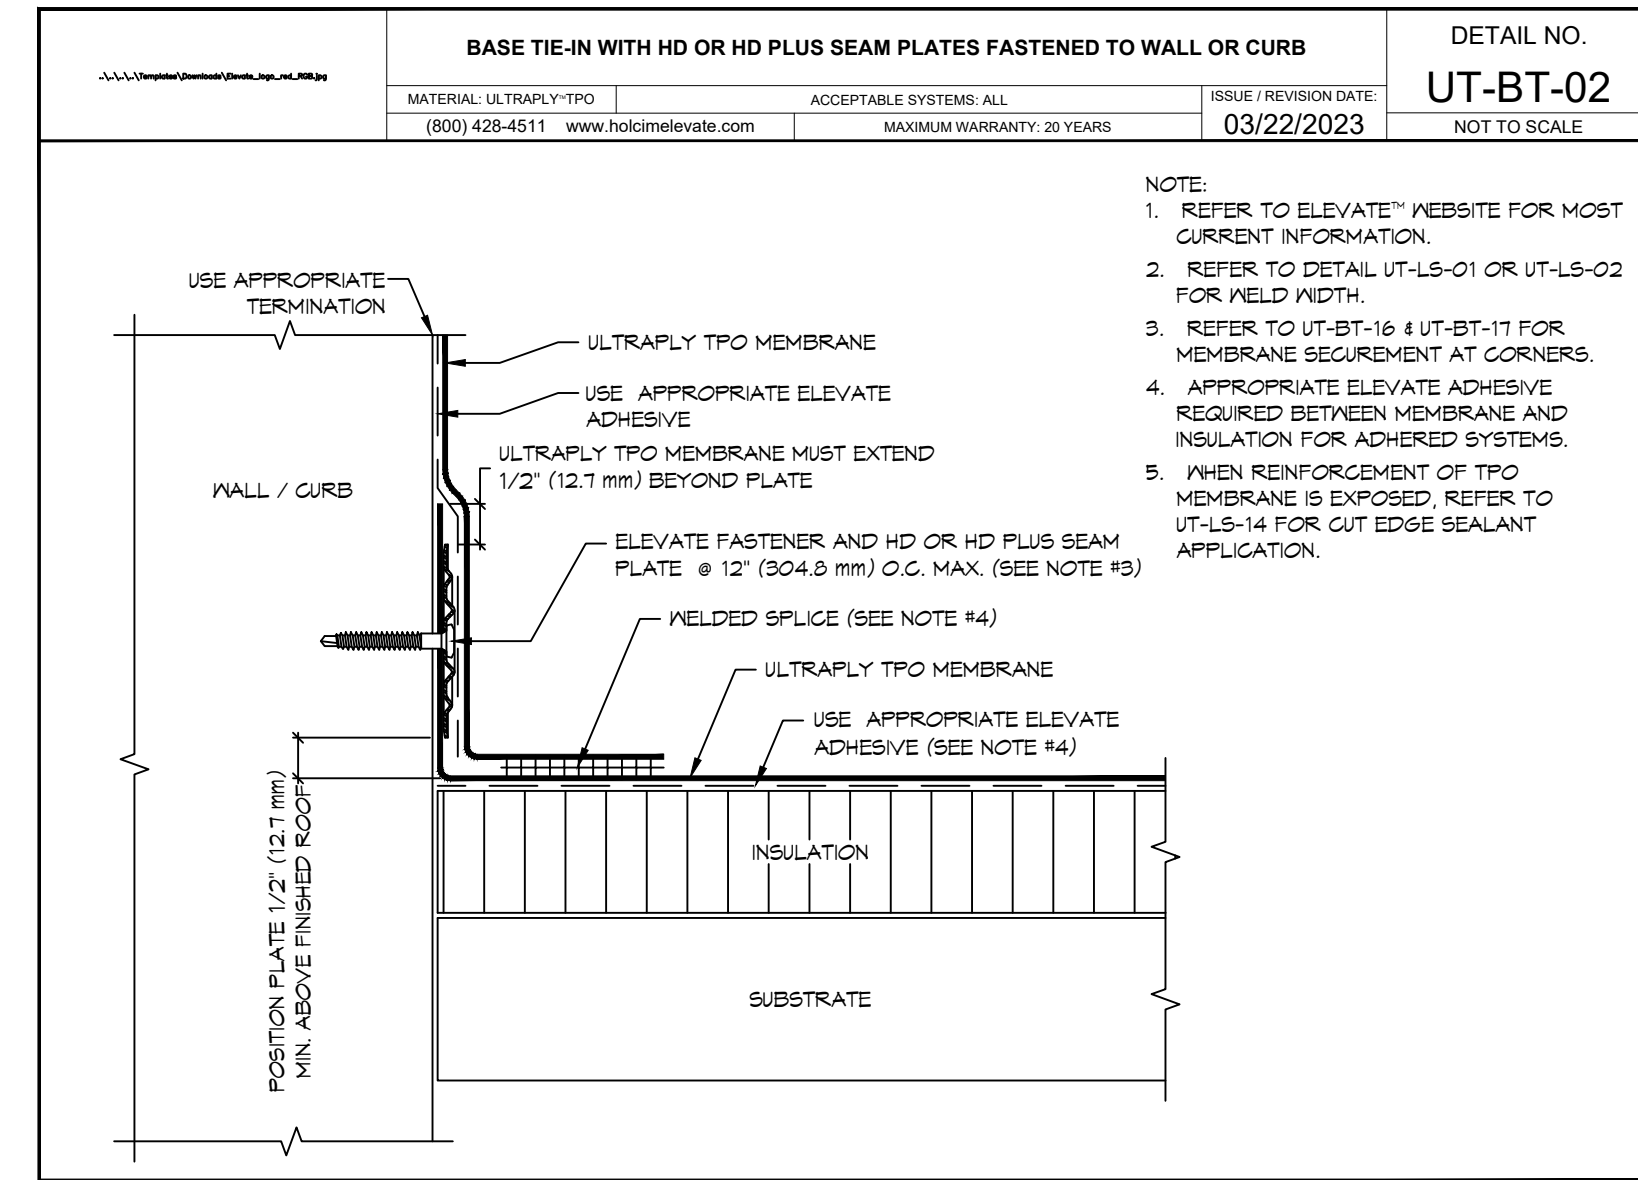 ..\..\..\..\Templates\Downloads\Elevate_logo_red_RGB.jpg
BASE TIE-IN WITH HD OR HD PLUS SEAM PLATES FASTENED TO WALL OR CURB
MATERIAL: ULTRAPLY™TPO
ACCEPTABLE SYSTEMS: ALL
(800) 428-4511 www.holcimelevate.com
MAXIMUM WARRANTY: 20 YEARS
ISSUE / REVISION DATE:
03/22/2023
DETAIL NO.
UT-BT-02
NOT TO SCALE
NOTE:
1. REFER TO ELEVATE™ WEBSITE FOR MOST
CURRENT INFORMATION.
2. REFER TO DETAIL UT-LS-01 OR UT-LS-02
FOR WELD WIDTH.
3. REFER TO UT-BT-16 & UT-BT-17 FOR
MEMBRANE SECUREMENT AT CORNERS.
4. APPROPRIATE ELEVATE ADHESIVE
REQUIRED BETWEEN MEMBRANE AND
INSULATION FOR ADHERED SYSTEMS.
5. WHEN REINFORCEMENT OF TPO
MEMBRANE IS EXPOSED, REFER TO
UT-LS-14 FOR CUT EDGE SEALANT
APPLICATION.
USE APPROPRIATE
TERMINATION
ULTRAPLY TPO MEMBRANE
USE APPROPRIATE ELEVATE
ADHESIVE
ULTRAPLY TPO MEMBRANE MUST EXTEND
1/2" (12.7 mm) BEYOND PLATE
WALL / CURB
ELEVATE FASTENER AND HD OR HD PLUS SEAM
PLATE @ 12" (304.8 mm) O.C. MAX. (SEE NOTE #3)
WELDED SPLICE (SEE NOTE #4)
ULTRAPLY TPO MEMBRANE
USE APPROPRIATE ELEVATE
ADHESIVE (SEE NOTE #4)
POSITION PLATE 1/2" (12.7 mm)
MIN. ABOVE FINISHED ROOF
INSULATION
SUBSTRATE